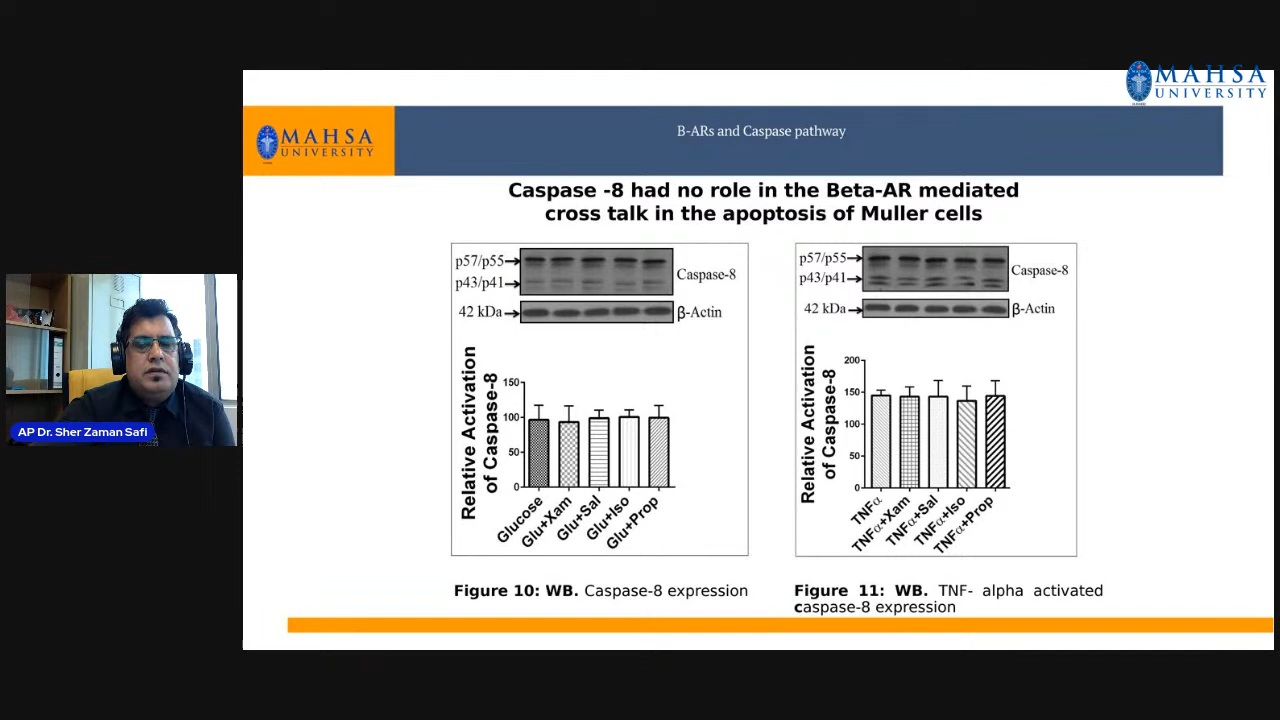 MAHSA
UNIVERSITY
MAHSA
UNIVERSITY
B-ARs and Caspase pathway
Caspase -8 had no role in the Beta-AR mediated
cross talk in the apoptosis of Muller cells
p57/p55
p43/p41
Caspase-8
42 kDa
β-Actin
Relative Activation
of Caspase-8
150
100
50
0
Glucose
Glu+Xam
Glu+Sal
Glu+Iso
Glu+Prop
Figure 10: WB. Caspase-8 expression
p57/p55
p43/p41
Caspase-8
42 kDa
β-Actin
Relative Activation
of Caspase-8
200
150
100
50
0
TNFα
TNFα+Xam
TNFα+Sal
TNFα+Iso
TNFα+Prop
Figure 11: WB. TNF- alpha activated
caspase-8 expression
AP Dr. Sher Zaman Safi